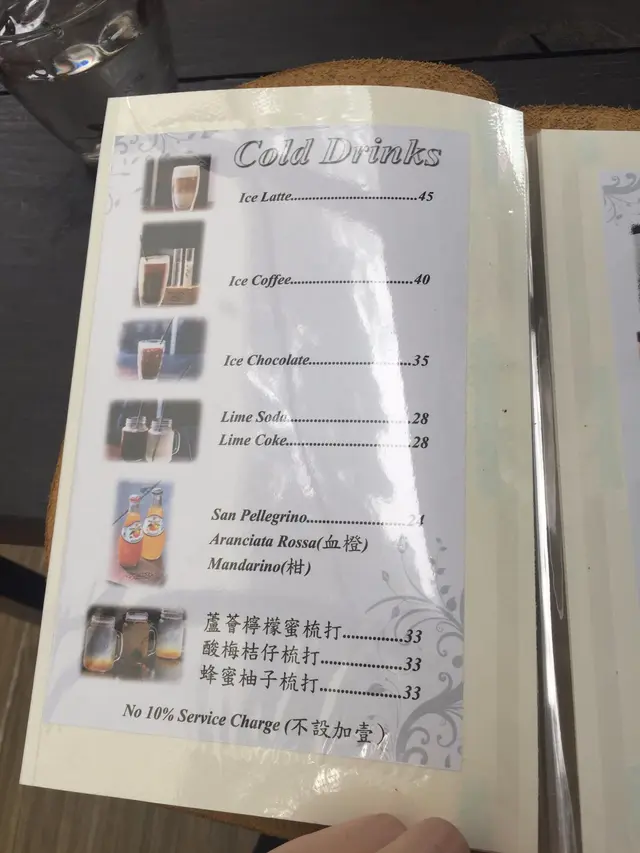 Cold Drinks
Ice Latte................................45
Ice Coffee...............................40
Ice Chocolate..........................35
Lime Soda...............................28
Lime Coke...............................28
San Pellegrino.........................24
Aranciata Rossa(血橙)
Mandarino(柑)
蘆薈檸檬蜜梳打...............33
酸梅桔仔梳打....................33
蜂蜜柚子梳打....................33
No 10% Service Charge (不設加壹)